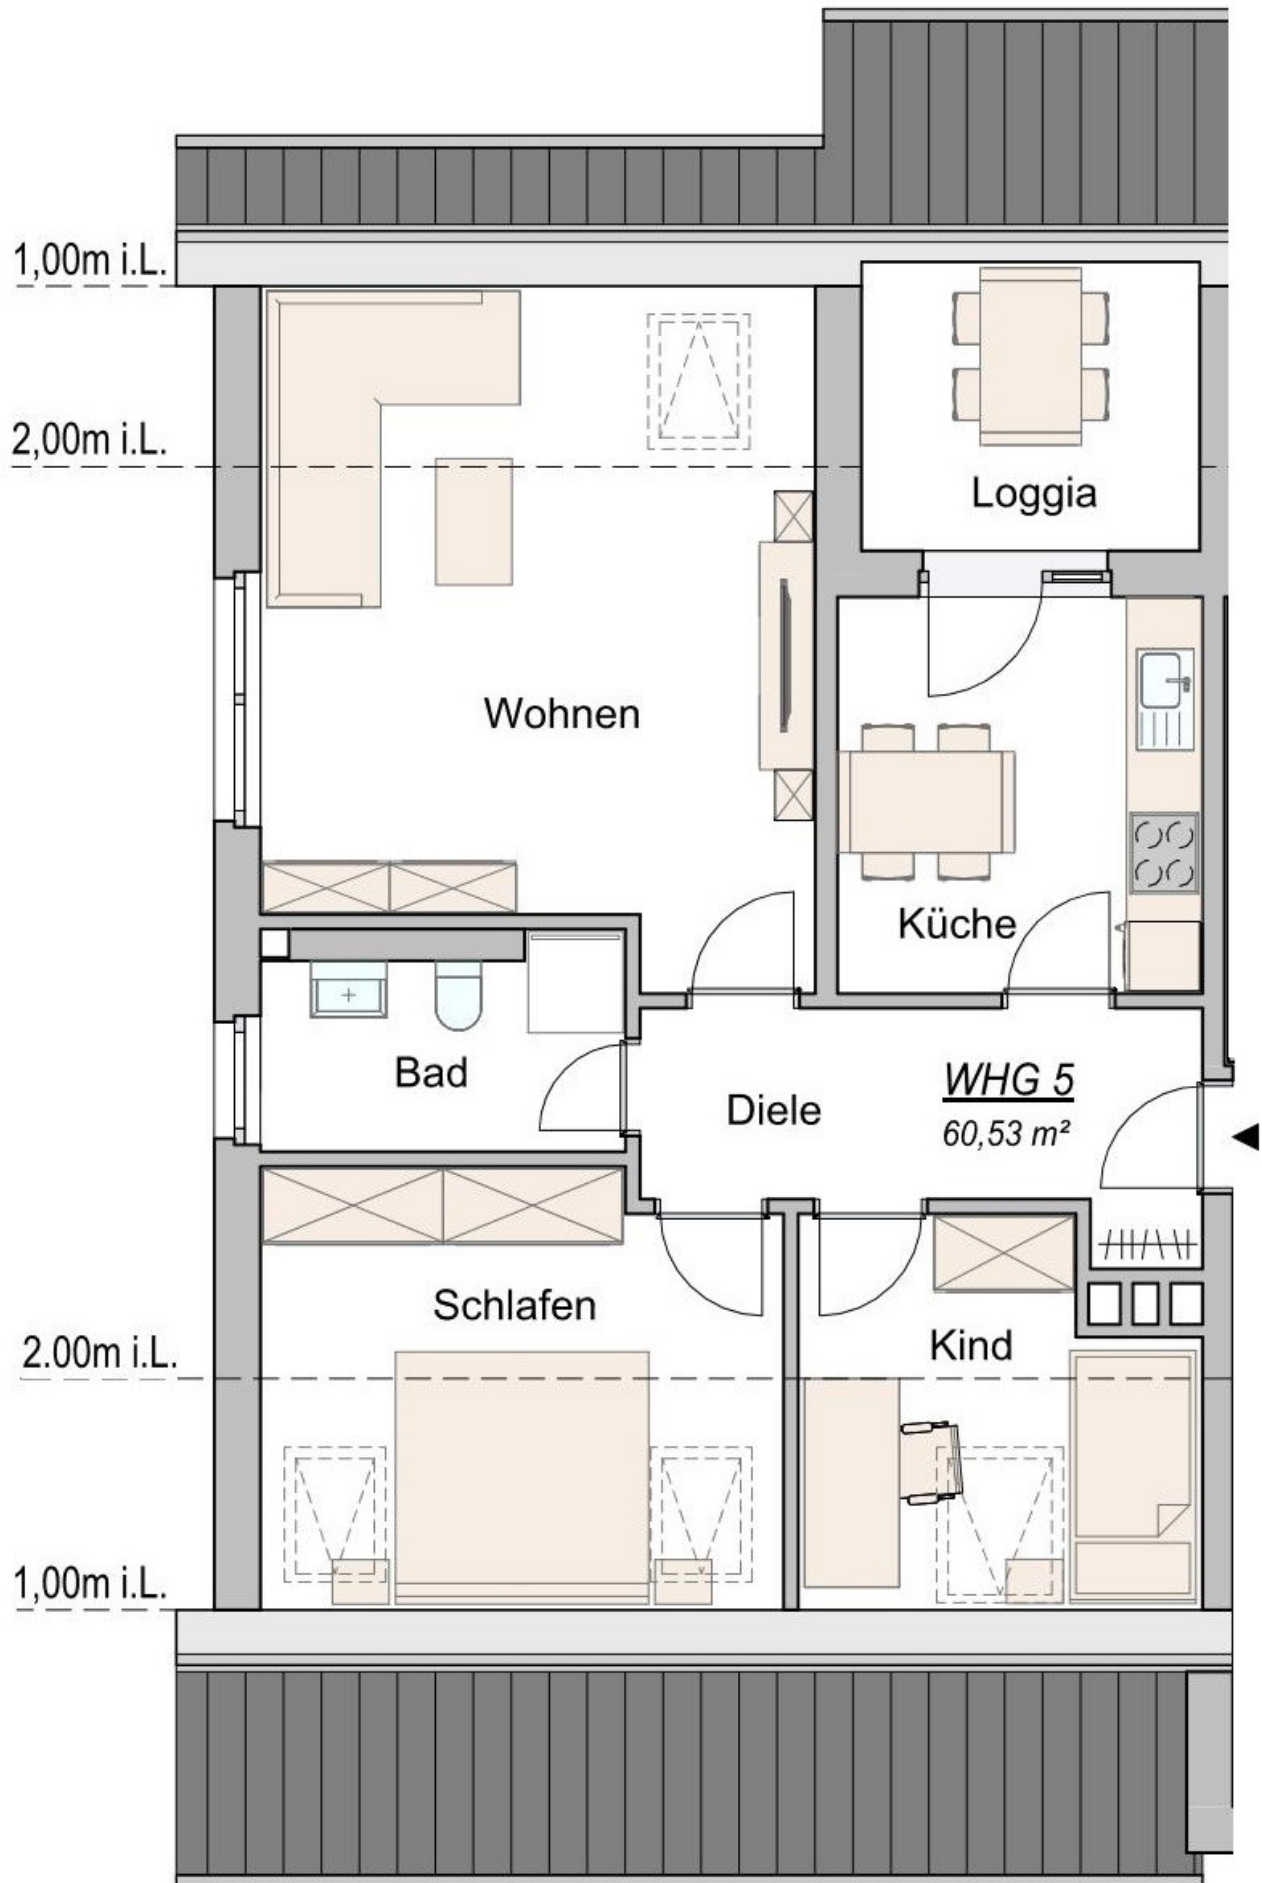 1,00m i.L.
2,00m i.L.
Loggia
Wohnen
Küche
Bad
WHG 5
Diele
60,53 m²
Schlafen
Kind
2.00m i.L.
1,00m i.L.